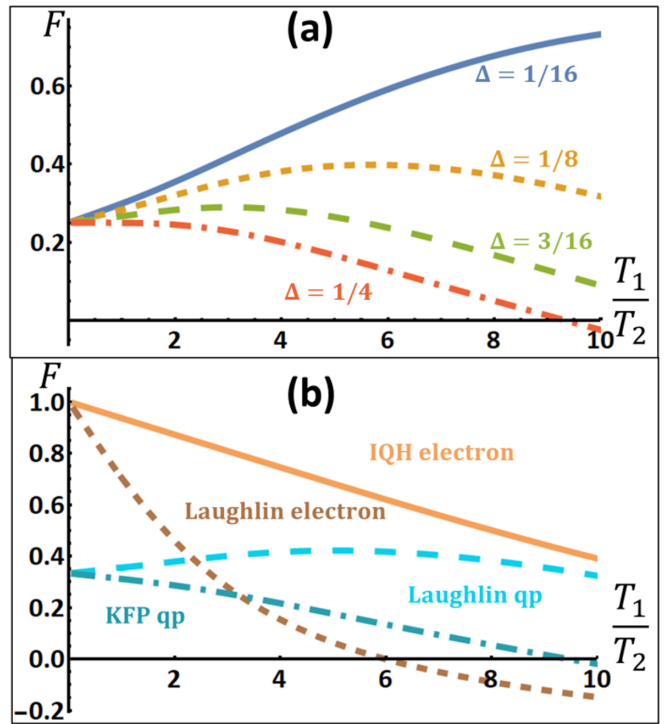 (a)
F
0.6
0.4
0.2
Δ = 1/16
Δ = 1/8
Δ = 3/16
Δ = 1/4
T₁
T₂
2 4 6 8 10
(b)
F
1.0
0.8
0.6
0.4
0.2
0.0
−0.2
IQH electron
Laughlin electron
Laughlin qp
KFP qp
T₁
T₂
2 4 6 8 10